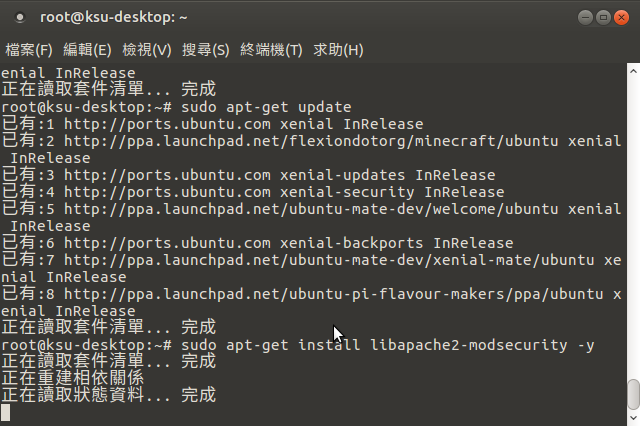 root@ksu-desktop: ~
檔案(F) 編輯(E) 檢視(V) 搜尋(S) 終端機(T) 求助(H)
enial InRelease
正在讀取套件清單... 完成
root@ksu-desktop:~# sudo apt-get update
已有:1 http://ports.ubuntu.com xenial InRelease
已有:2 http://ppa.launchpad.net/flexiondotorg/minecraft/ubuntu xenial
 InRelease
已有:3 http://ports.ubuntu.com xenial-updates InRelease
已有:4 http://ports.ubuntu.com xenial-security InRelease
已有:5 http://ppa.launchpad.net/ubuntu-mate-dev/welcome/ubuntu xenial
 InRelease
已有:6 http://ports.ubuntu.com xenial-backports InRelease
已有:7 http://ppa.launchpad.net/ubuntu-mate-dev/xenial-mate/ubuntu xe
nial InRelease
已有:8 http://ppa.launchpad.net/ubuntu-pi-flavour-makers/ppa/ubuntu x
enial InRelease
正在讀取套件清單... 完成
root@ksu-desktop:~# sudo apt-get install libapache2-modsecurity -y
正在讀取套件清單... 完成
正在重建相依關係
正在讀取狀態資料... 完成